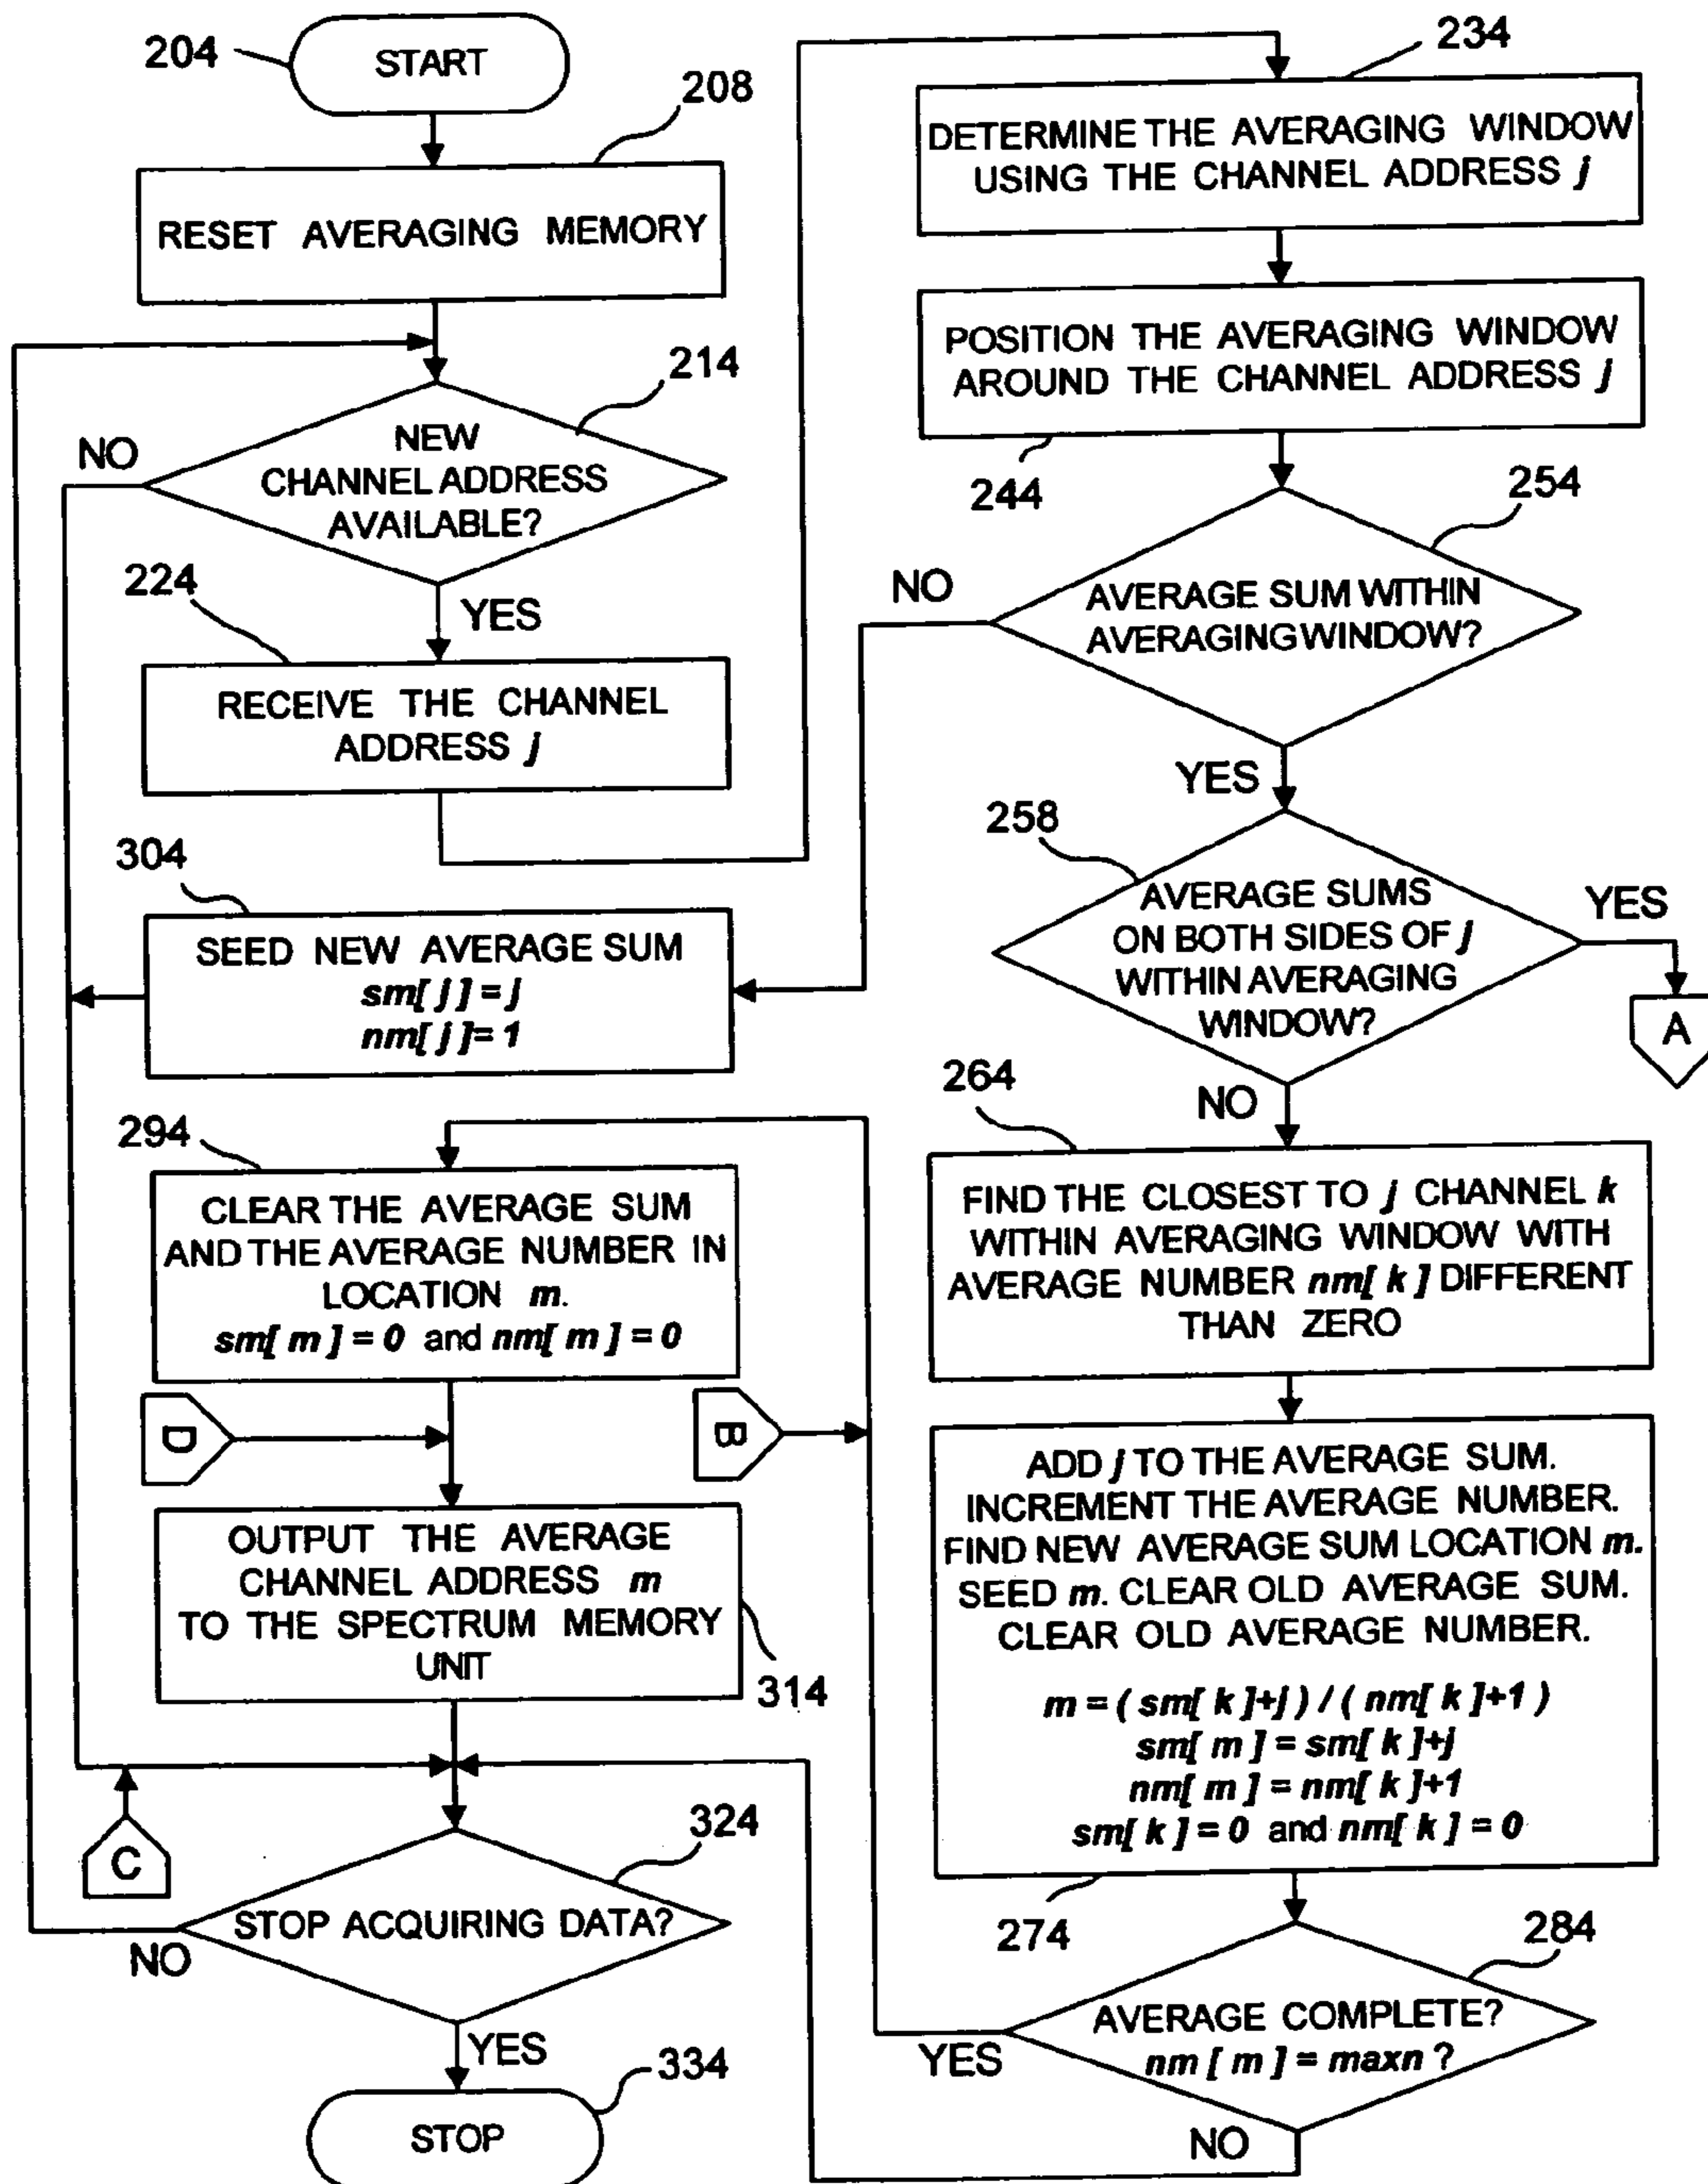 204
START
208
RESET AVERAGING MEMORY
214
NEW
CHANNEL ADDRESS
AVAILABLE?
NO
YES
224
RECEIVE THE CHANNEL
ADDRESS j
234
DETERMINE THE AVERAGING WINDOW
USING THE CHANNEL ADDRESS j
POSITION THE AVERAGING WINDOW
AROUND THE CHANNEL ADDRESS j
244
254
AVERAGE SUM WITHIN
AVERAGING WINDOW?
NO
YES
258
AVERAGE SUMS
ON BOTH SIDES OF j
WITHIN AVERAGING
WINDOW?
YES
A
NO
304
SEED NEW AVERAGE SUM
sm[ j ] = j
nm[ j ]= 1
264
FIND THE CLOSEST TO j CHANNEL k
WITHIN AVERAGING WINDOW WITH
AVERAGE NUMBER nm[ k ] DIFFERENT
THAN ZERO
ADD j TO THE AVERAGE SUM.
INCREMENT THE AVERAGE NUMBER.
FIND NEW AVERAGE SUM LOCATION m.
SEED m. CLEAR OLD AVERAGE SUM.
CLEAR OLD AVERAGE NUMBER.
m = ( sm[ k ]+j ) / ( nm[ k ]+1 )
sm[ m ] = sm[ k ]+j
nm[ m ] = nm[ k ]+1
sm[ k ] = 0 and nm[ k ] = 0
274
284
AVERAGE COMPLETE?
nm [ m ] = maxn ?
YES
NO
294
CLEAR THE AVERAGE SUM
AND THE AVERAGE NUMBER IN
LOCATION m.
sm[ m ] = 0 and nm[ m ] = 0
D
B
OUTPUT THE AVERAGE
CHANNEL ADDRESS m
TO THE SPECTRUM MEMORY
UNIT
314
C
324
STOP ACQUIRING DATA?
NO
YES
334
STOP